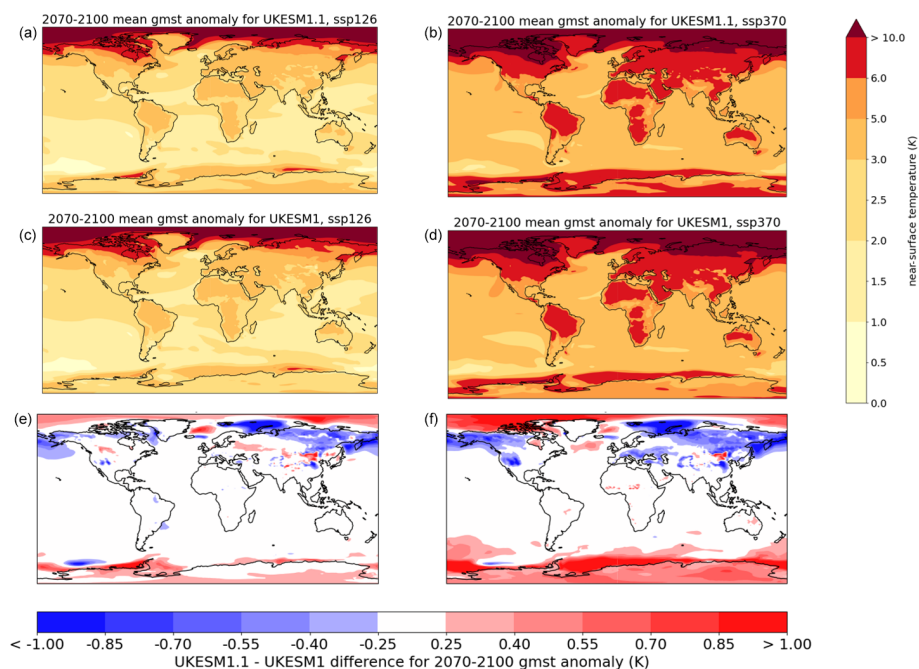 2070-2100 mean gmst anomaly for UKESM1.1, ssp126
(a)
2070-2100 mean gmst anomaly for UKESM1.1, ssp370
(b)
> 10.0
6.0
5.0
3.0
2.0
1.0
0.5
0.0
near-surface temperature (K)
2070-2100 mean gmst anomaly for UKESM1, ssp126
(c)
2070-2100 mean gmst anomaly for UKESM1, ssp370
(d)
(e)
(f)
< -1.00 -0.85 -0.70 -0.55 -0.40 -0.25 0.25 0.40 0.55 0.70 0.85 > 1.00
UKESM1.1 - UKESM1 difference for 2070-2100 gmst anomaly (K)